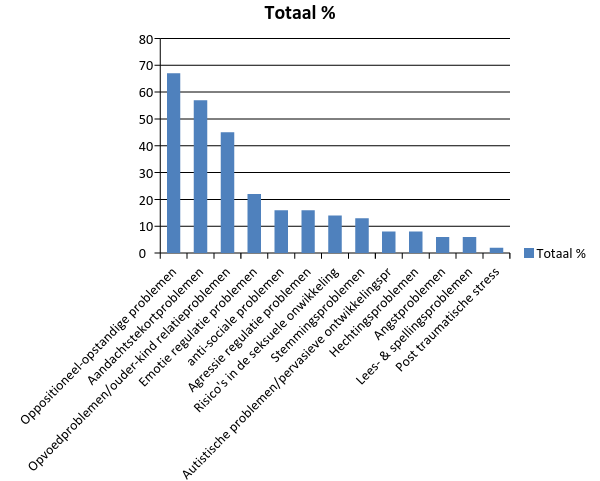 Totaal %
80
70
60
50
40
30
20
10
0
Totaal %
Oppositioneel-opstandige problemen
Aandachtstekortproblemen
Opvoedproblemen/ouder-kind relatieproblemen
Emotie regulatie problemen
anti-sociale problemen
Agressie regulatie problemen
Risico's in de seksuele onwikkeling
Stemmingsproblemen
Autistische problemen/pervasieve ontwikkelingspr
Hechtingsproblemen
Angstproblemen
Lees- & spellingsproblemen
Post traumatische stress